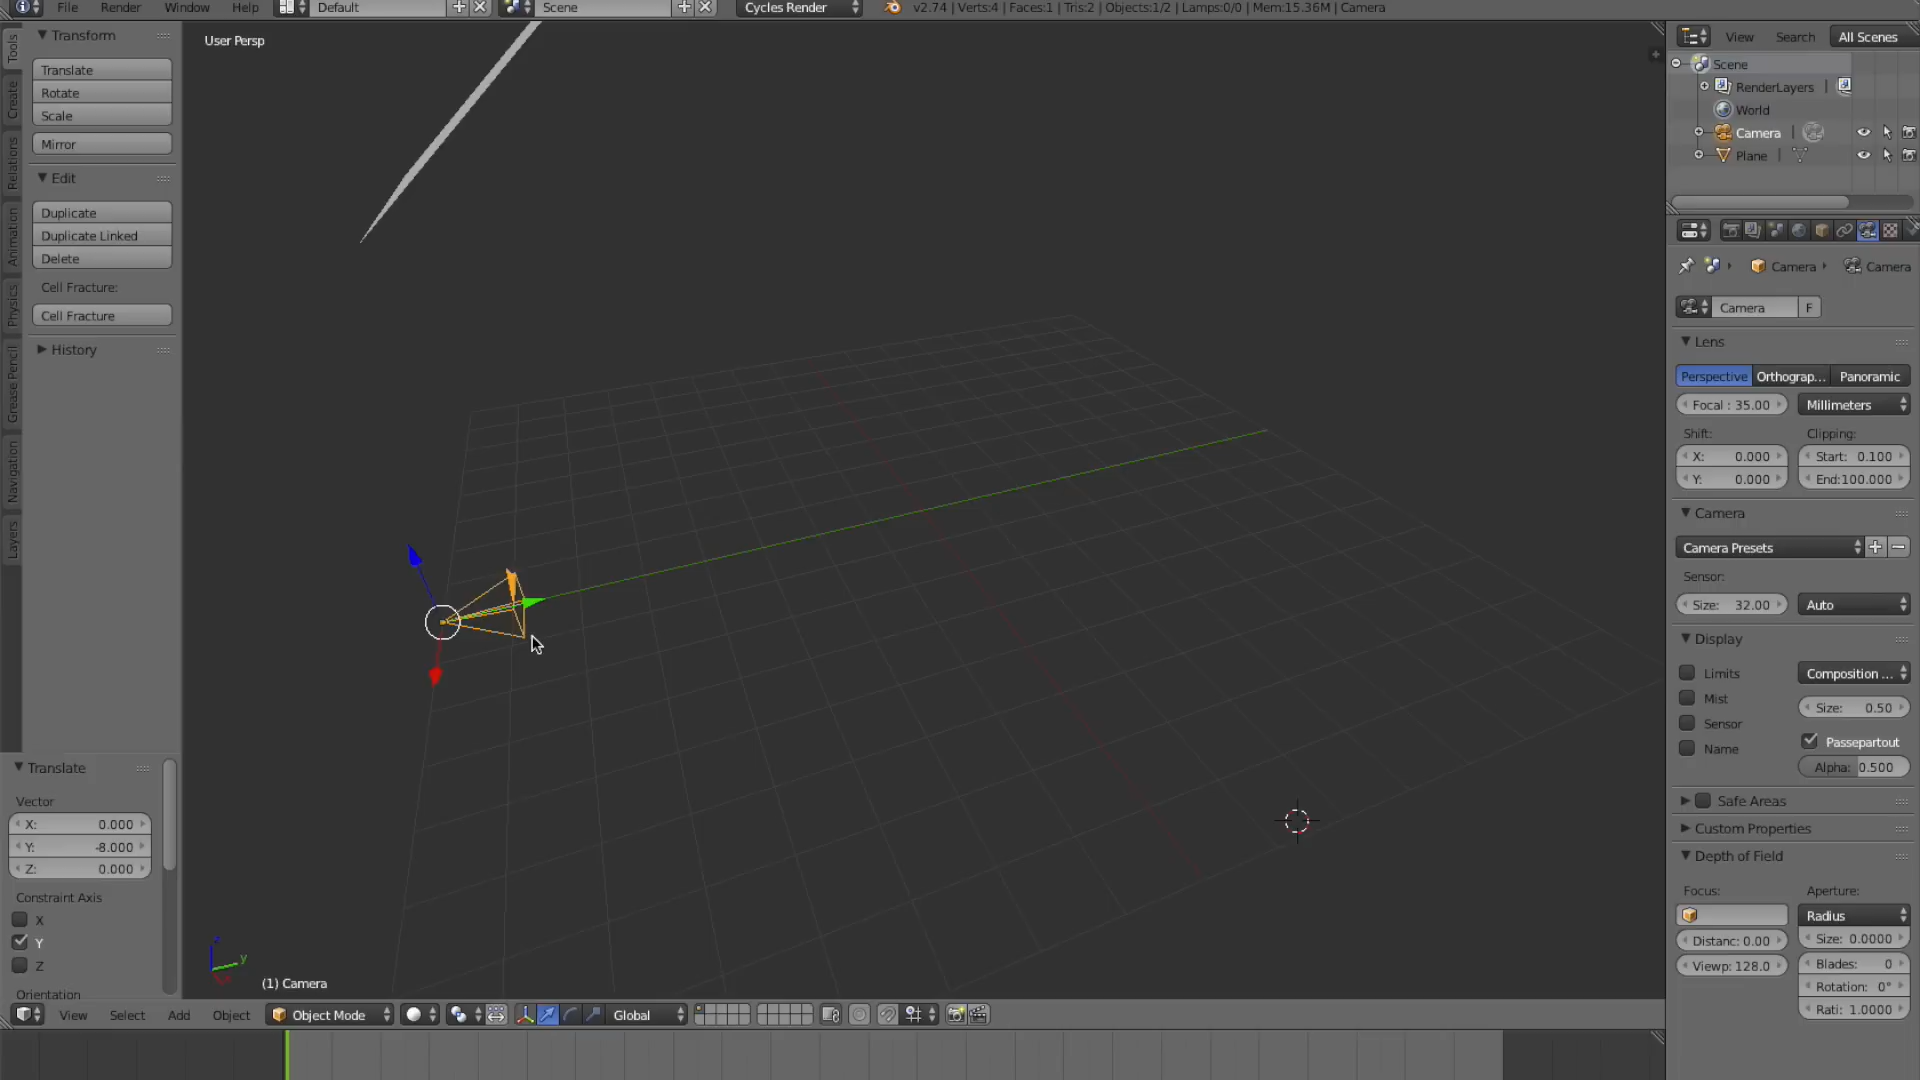 File Render Window Help Default Scene Cycles Render v2.74 | Verts:4 | Faces:1 | Tris:2 | Objects:1/2 | Lamps:0/0 | Mem:15.36M | Camera
Tools
Create
Relations
Animation
Physics
Grease Pencil
Navigation
Layers
Transform
Translate
Rotate
Scale
Mirror
Edit
Duplicate
Duplicate Linked
Delete
Cell Fracture:
Cell Fracture
History
Translate
Vector
X: 0.000
Y: -8.000
Z: 0.000
Constraint Axis
X
Y
Z
Orientation
User Persp
z
y
(1) Camera
View Select Add Object Object Mode Global
View Search All Scenes
Scene
RenderLayers
World
Camera
Plane
Camera Camera
Camera F
Lens
Perspective Orthograp... Panoramic
Focal : 35.00 Millimeters
Shift: Clipping:
X: 0.000 Start: 0.100
Y: 0.000 End:100.000
Camera
Camera Presets
Sensor:
Size: 32.00 Auto
Display
Limits Composition ...
Mist Size: 0.50
Sensor Passepartout
Name Alpha: 0.500
Safe Areas
Custom Properties
Depth of Field
Focus: Aperture:
Radius
Distanc: 0.00 Size: 0.0000
Viewp: 128.0 Blades: 0
Rotation: 0°
Rati: 1.0000